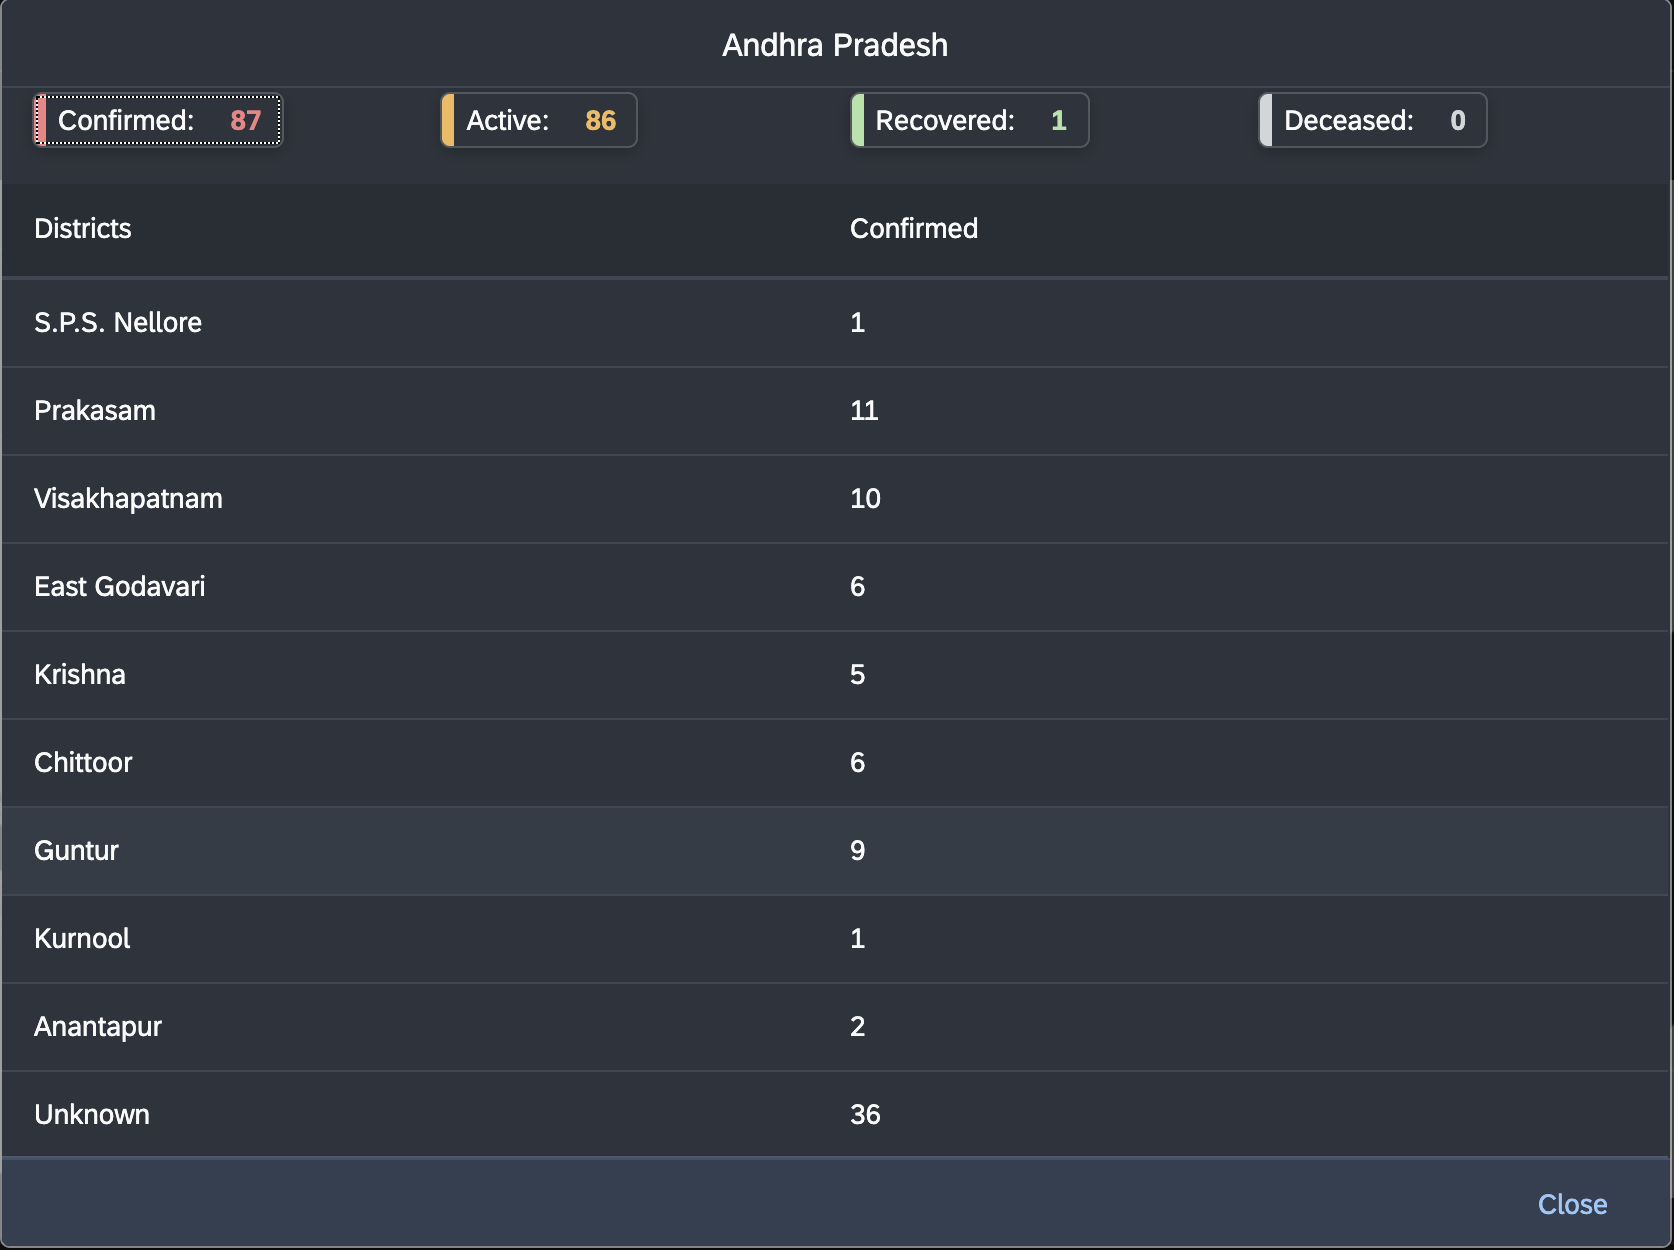 Andhra Pradesh
Confirmed: 87 Active: 86 Recovered: 1 Deceased: 0
Districts Confirmed
S.P.S. Nellore 1
Prakasam 11
Visakhapatnam 10
East Godavari 6
Krishna 5
Chittoor 6
Guntur 9
Kurnool 1
Anantapur 2
Unknown 36
Close